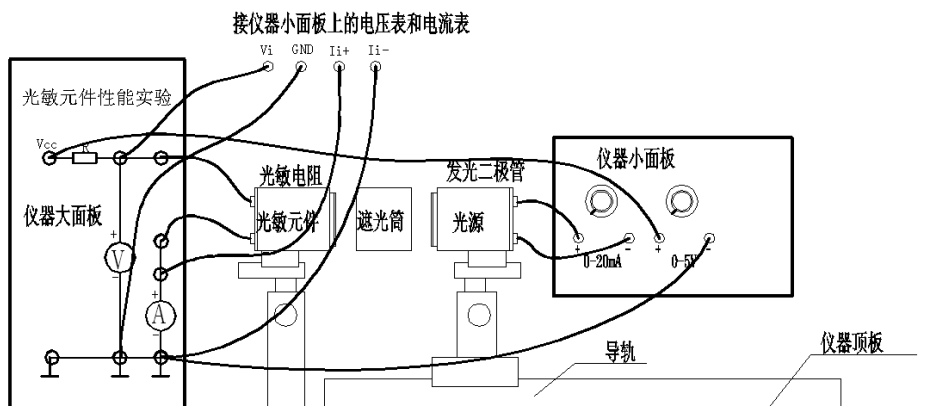 接仪器小面板上的电压表和电流表
Vi GND Ii+ Ii-
光敏元件性能实验
Vcc R
仪器大面板
光敏电阻
光敏元件
遮光筒
发光二极管
光源
仪器小面板
+ - + -
0-20mA 0-5V
+
V
-
+
A
-
导轨
仪器顶板